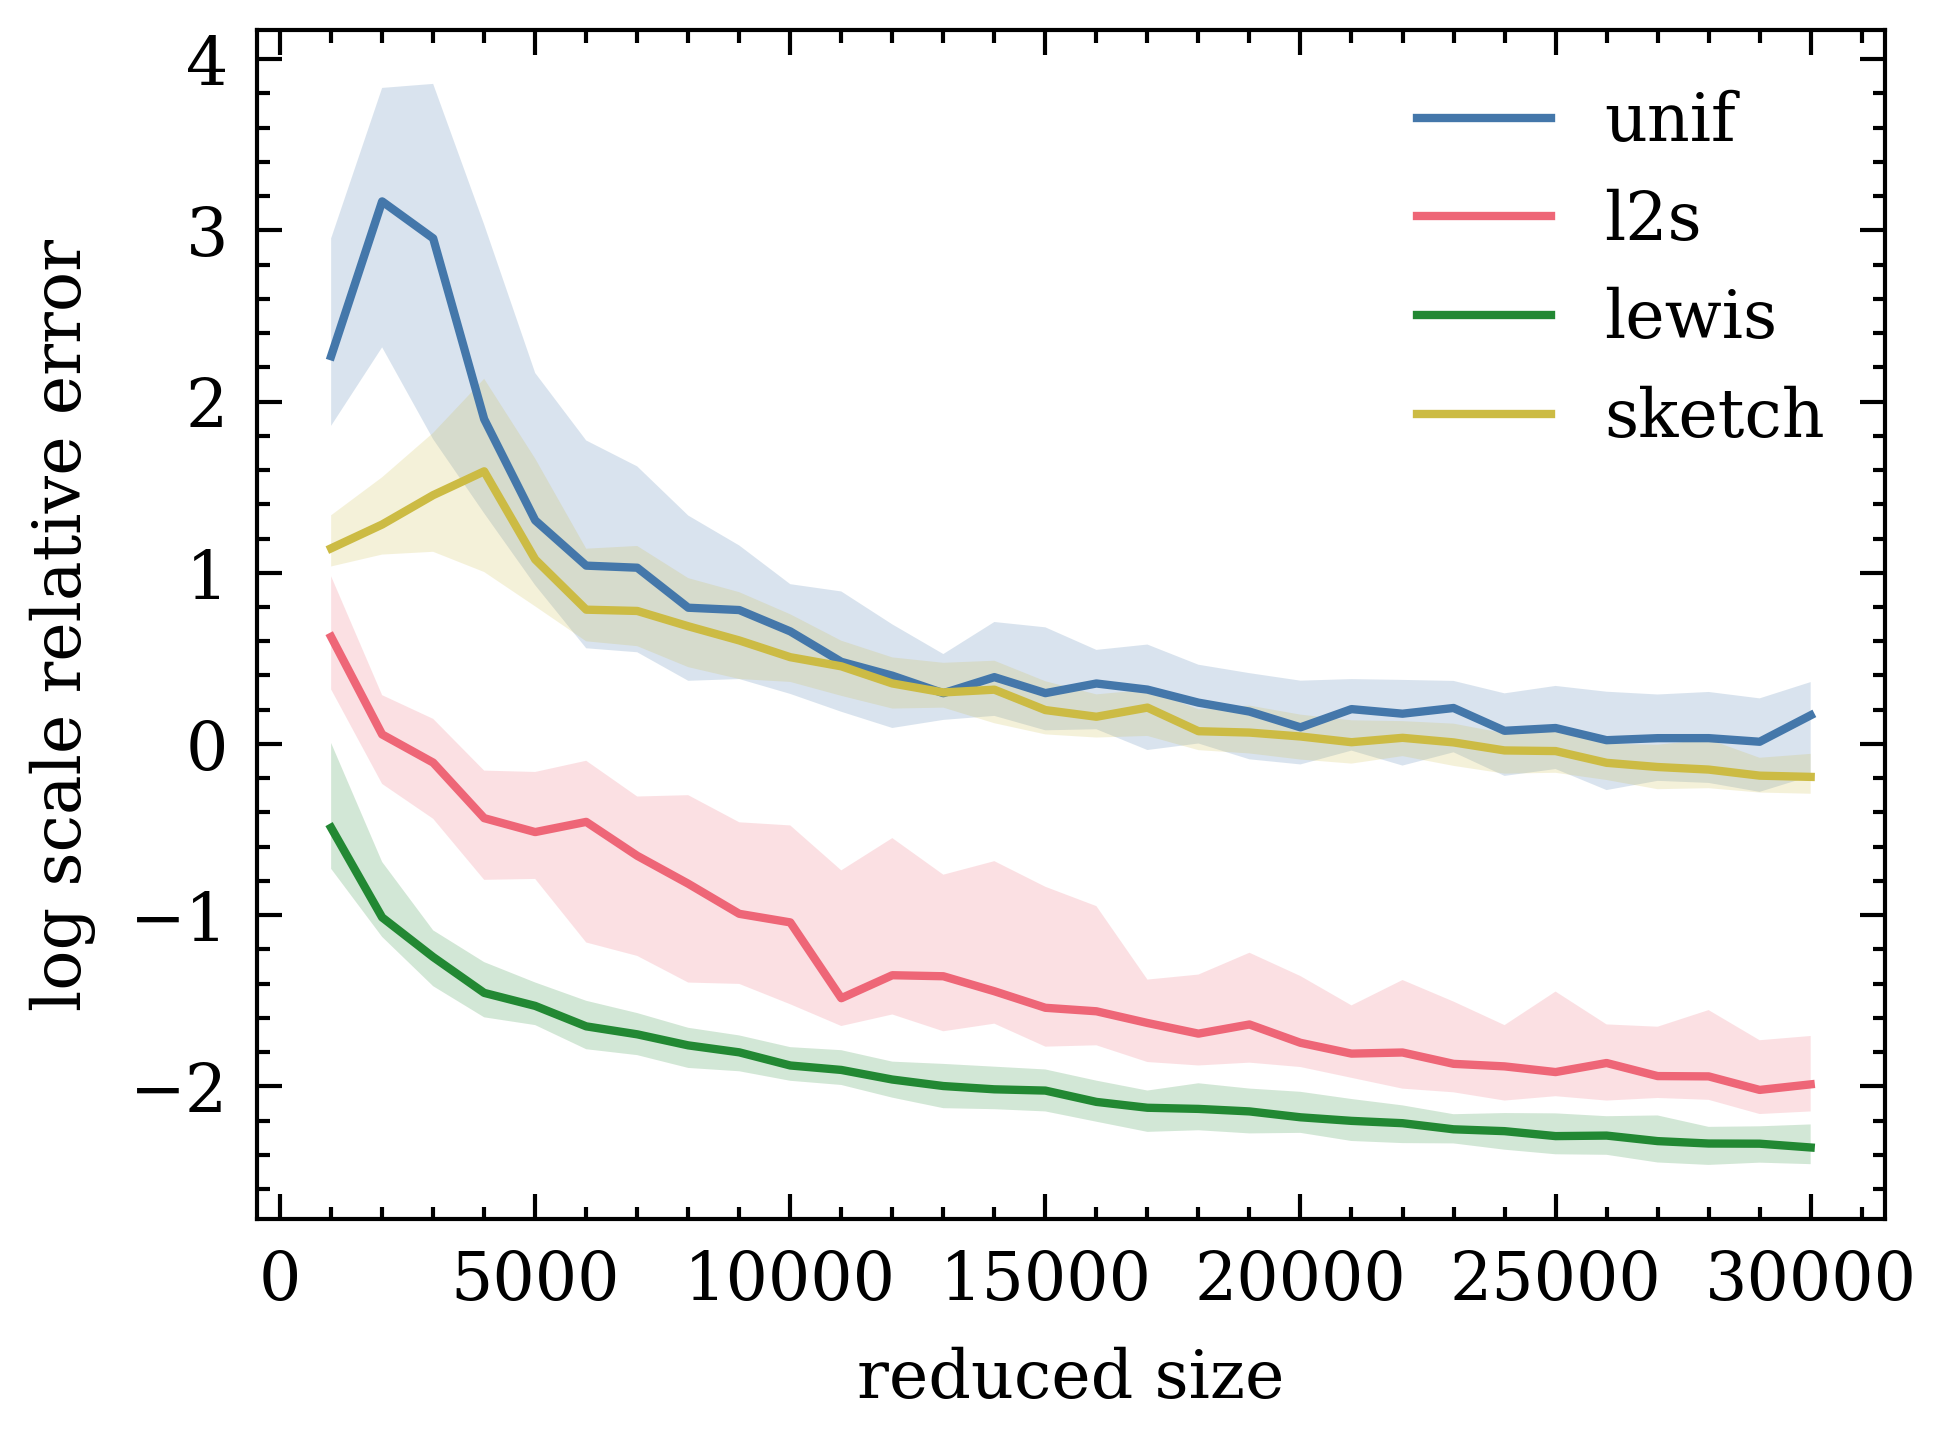 4
3
2
1
0
−1
−2
log scale relative error
unif
l2s
lewis
sketch
0 5000 10000 15000 20000 25000 30000
reduced size